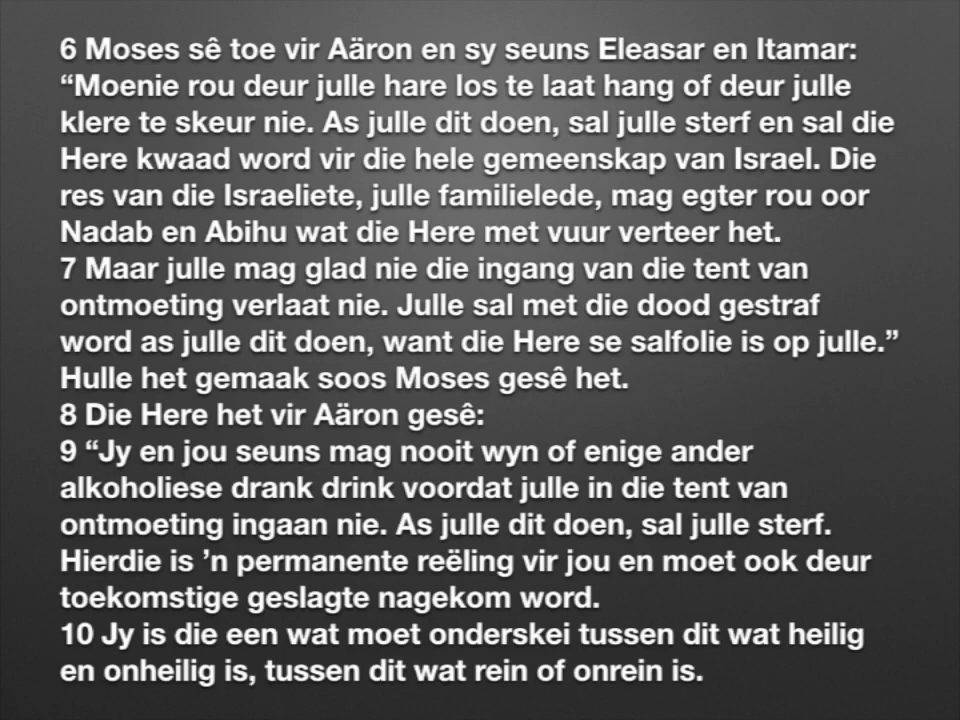 6 Moses sê toe vir Aäron en sy seuns Eleasar en Itamar:
“Moenie rou deur julle hare los te laat hang of deur julle
klere te skeur nie. As julle dit doen, sal julle sterf en sal die
Here kwaad word vir die hele gemeenskap van Israel. Die
res van die Israeliete, julle familielede, mag egter rou oor
Nadab en Abihu wat die Here met vuur verteer het.
7 Maar julle mag glad nie die ingang van die tent van
ontmoeting verlaat nie. Julle sal met die dood gestraf
word as julle dit doen, want die Here se salfolie is op julle.”
Hulle het gemaak soos Moses gesê het.
8 Die Here het vir Aäron gesê:
9 “Jy en jou seuns mag nooit wyn of enige ander
alkoholiese drank drink voordat julle in die tent van
ontmoeting ingaan nie. As julle dit doen, sal julle sterf.
Hierdie is ’n permanente reëling vir jou en moet ook deur
toekomstige geslagte nagekom word.
10 Jy is die een wat moet onderskei tussen dit wat heilig
en onheilig is, tussen dit wat rein of onrein is.